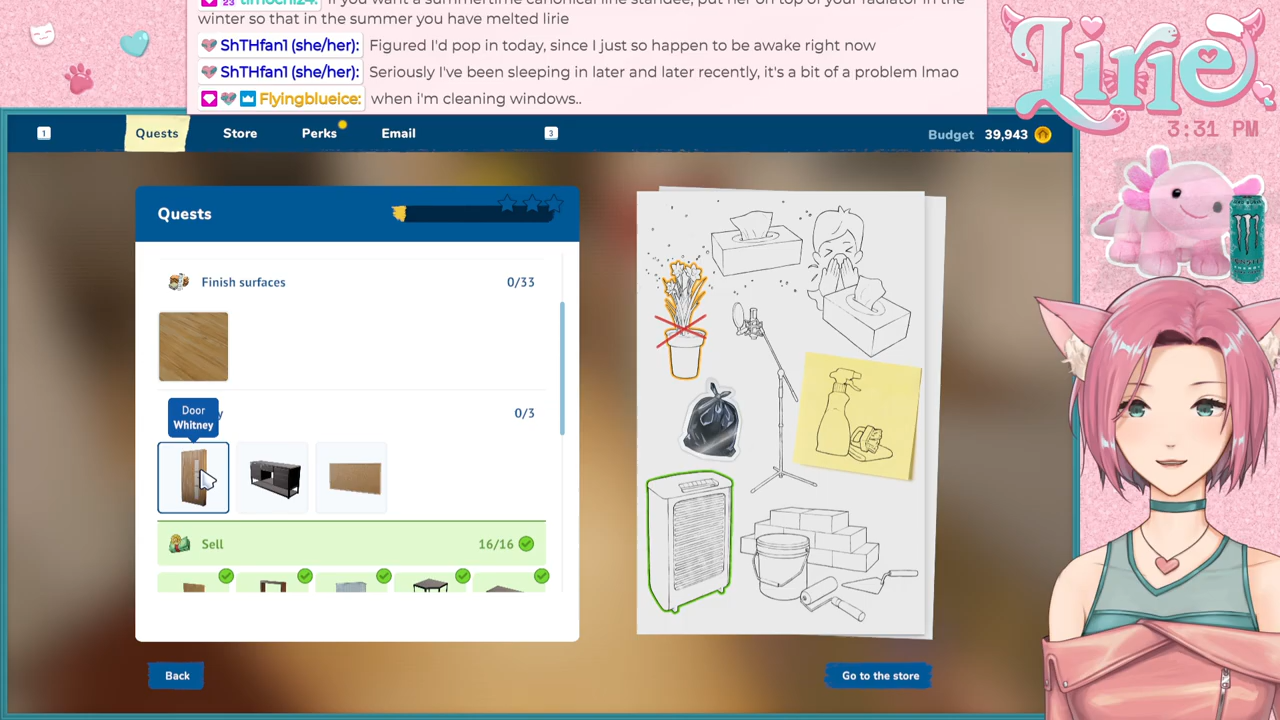 23 timochi24: If you want a summertime canonical lirie standee, put her on top of your radiator in the
winter so that in the summer you have melted lirie
ShTHfan1 (she/her): Figured I'd pop in today, since I just so happen to be awake right now
ShTHfan1 (she/her): Seriously I've been sleeping in later and later recently, it's a bit of a problem lmao
Flyingblueice: when i'm cleaning windows..
Lirie
3:31 PM
1 Quests Store Perks Email 3 Budget 39,943
Quests
Finish surfaces 0/33
Door
Whitney
y 0/3
Sell 16/16
Back
Go to the store